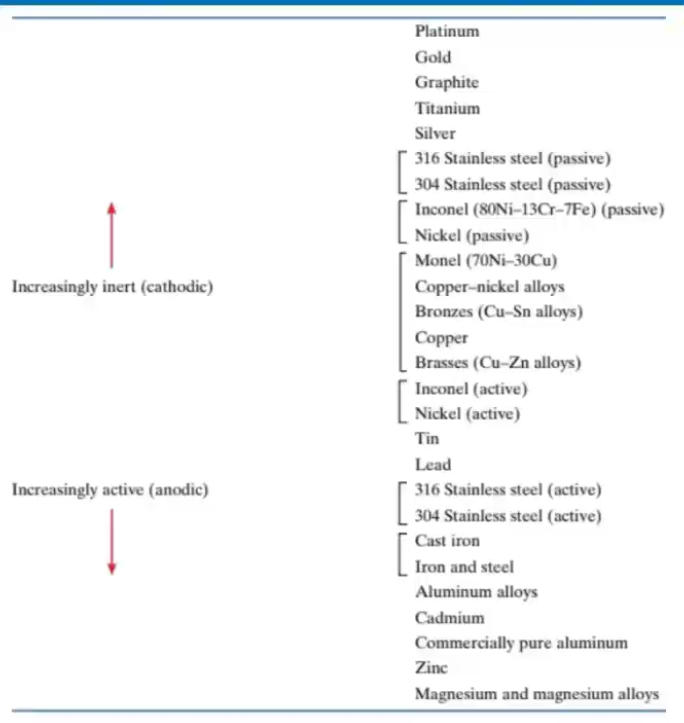 Platinum
Gold
Graphite
Titanium
Silver
316 Stainless steel (passive)
304 Stainless steel (passive)
Inconel (80Ni–13Cr–7Fe) (passive)
Nickel (passive)
Monel (70Ni–30Cu)
Increasingly inert (cathodic)
Copper–nickel alloys
Bronzes (Cu–Sn alloys)
Copper
Brasses (Cu–Zn alloys)
Inconel (active)
Nickel (active)
Tin
Lead
Increasingly active (anodic)
316 Stainless steel (active)
304 Stainless steel (active)
Cast iron
Iron and steel
Aluminum alloys
Cadmium
Commercially pure aluminum
Zinc
Magnesium and magnesium alloys